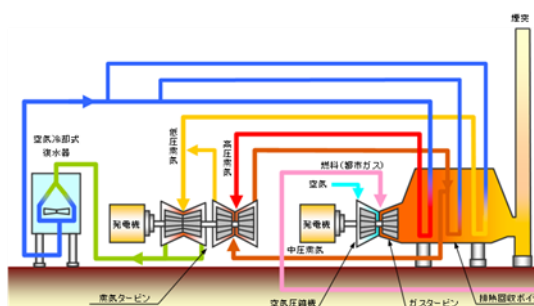 煙突
空気冷却式
復水器
低圧蒸気
高圧蒸気
燃料(都市ガス)
空気
発電機
発電機
中圧蒸気
蒸気タービン
空気圧縮機
ガスタービン
排熱回収ボイ